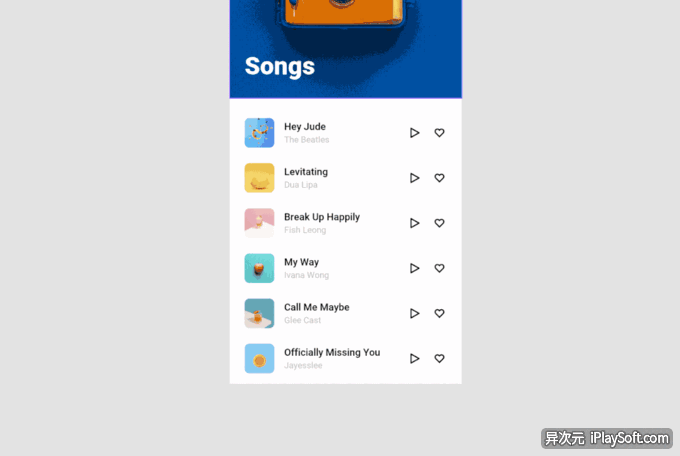 Songs
Hey Jude
The Beatles
Levitating
Dua Lipa
Break Up Happily
Fish Leong
My Way
Ivana Wong
Call Me Maybe
Glee Cast
Officially Missing You
Jayesslee
异次元 iPlaySoft.com